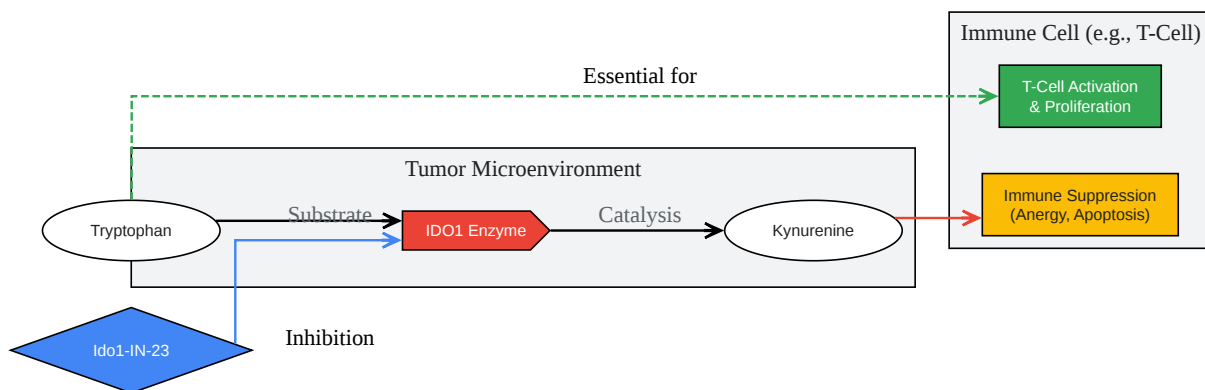 Immune Cell (e.g., T-Cell)
Essential for
T-Cell Activation
& Proliferation
Tumor Microenvironment
Immune Suppression
(Anergy, Apoptosis)
Substrate
Catalysis
Tryptophan
IDO1 Enzyme
Kynurenine
Inhibition
Ido1-IN-23